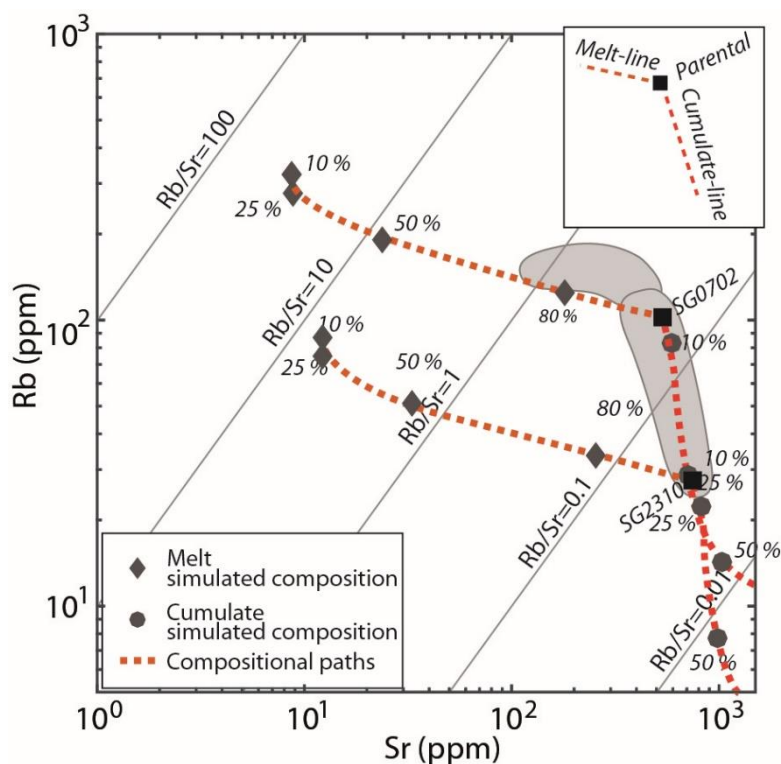 10³
Melt-line
Parental
Cumulate-line
Rb/Sr=100
10 %
25 %
50 %
Rb/Sr=10
SG0702
80 %
10²
10 %
10 %
25 %
50 %
Rb/Sr=1
80 %
10 %
Rb (ppm)
SG2310
25 %
25 %
Rb/Sr=0.1
50 %
Melt
simulated composition
Cumulate
simulated composition
Compositional paths
10¹
Rb/Sr=0.01
50 %
10⁰
10¹
10²
10³
Sr (ppm)